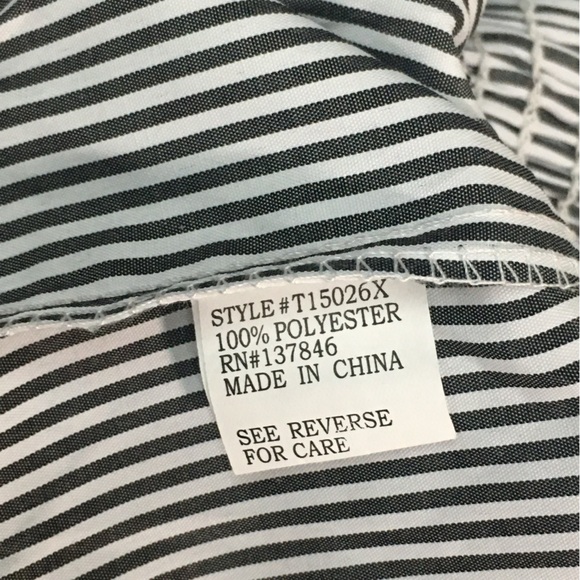 STYLE#T15026X
100% POLYESTER
RN#137846
MADE IN CHINA
SEE REVERSE
FOR CARE